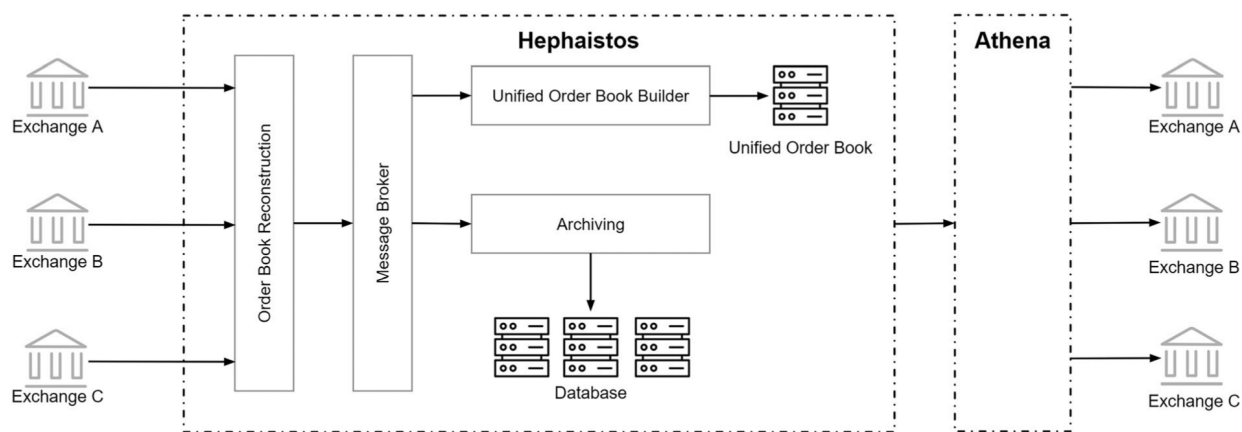 Hephaistos
Athena
Exchange A
Exchange B
Exchange C
Order Book Reconstruction
Message Broker
Unified Order Book Builder
Unified Order Book
Archiving
Database
Exchange A
Exchange B
Exchange C